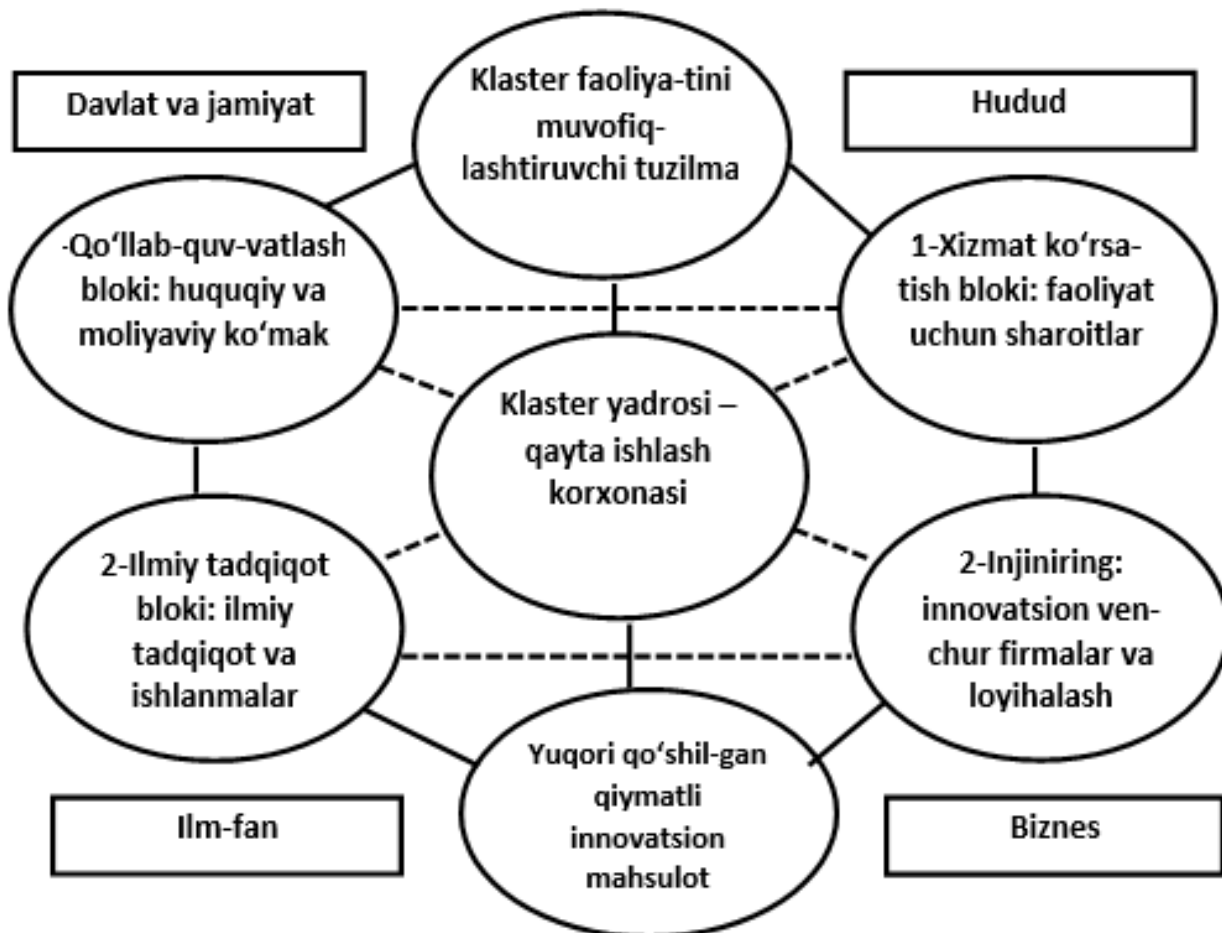 Klaster faoliya-tini
muvofiq-
lashtiruvchi tuzilma
Davlat va jamiyat
Hudud
-Qo‘llab-quv-vatlash
bloki: huquqiy va
moliyaviy ko‘mak
1-Xizmat ko‘rsa-
tish bloki: faoliyat
uchun sharoitlar
Klaster yadrosi –
qayta ishlash
korxonasi
2-Ilmiy tadqiqot
bloki: ilmiy
tadqiqot va
ishlanmalar
2-Injiniring:
innovatsion ven-
chur firmalar va
loyihalash
Yuqori qo‘shil-gan
qiymatli
innovatsion
mahsulot
Ilm-fan
Biznes